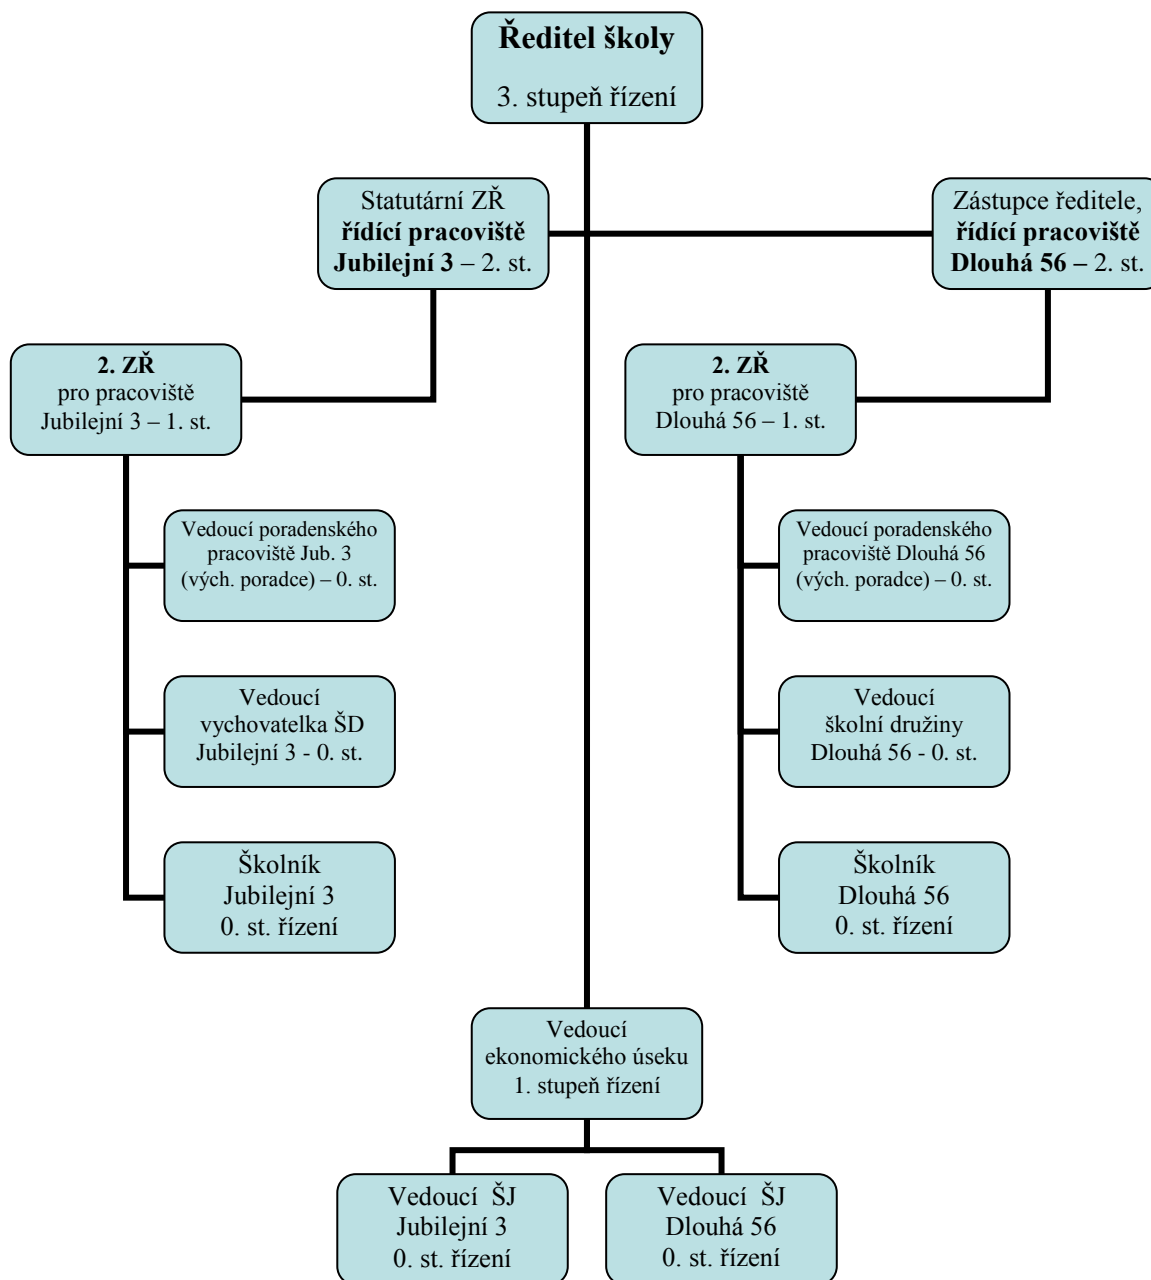 Ředitel školy
3. stupeň řízení
Statutární ZŘ
řídící pracoviště
Jubilejní 3 – 2. st.
Zástupce ředitele,
řídící pracoviště
Dlouhá 56 – 2. st.
2. ZŘ
pro pracoviště
Jubilejní 3 – 1. st.
2. ZŘ
pro pracoviště
Dlouhá 56 – 1. st.
Vedoucí poradenského
pracoviště Jub. 3
(vých. poradce) – 0. st.
Vedoucí poradenského
pracoviště Dlouhá 56
(vých. poradce) – 0. st.
Vedoucí
vychovatelka ŠD
Jubilejní 3 - 0. st.
Vedoucí
školní družiny
Dlouhá 56 - 0. st.
Školník
Jubilejní 3
0. st. řízení
Školník
Dlouhá 56
0. st. řízení
Vedoucí
ekonomického úseku
1. stupeň řízení
Vedoucí  ŠJ
Jubilejní 3
0. st. řízení
Vedoucí  ŠJ
Dlouhá 56
0. st. řízení